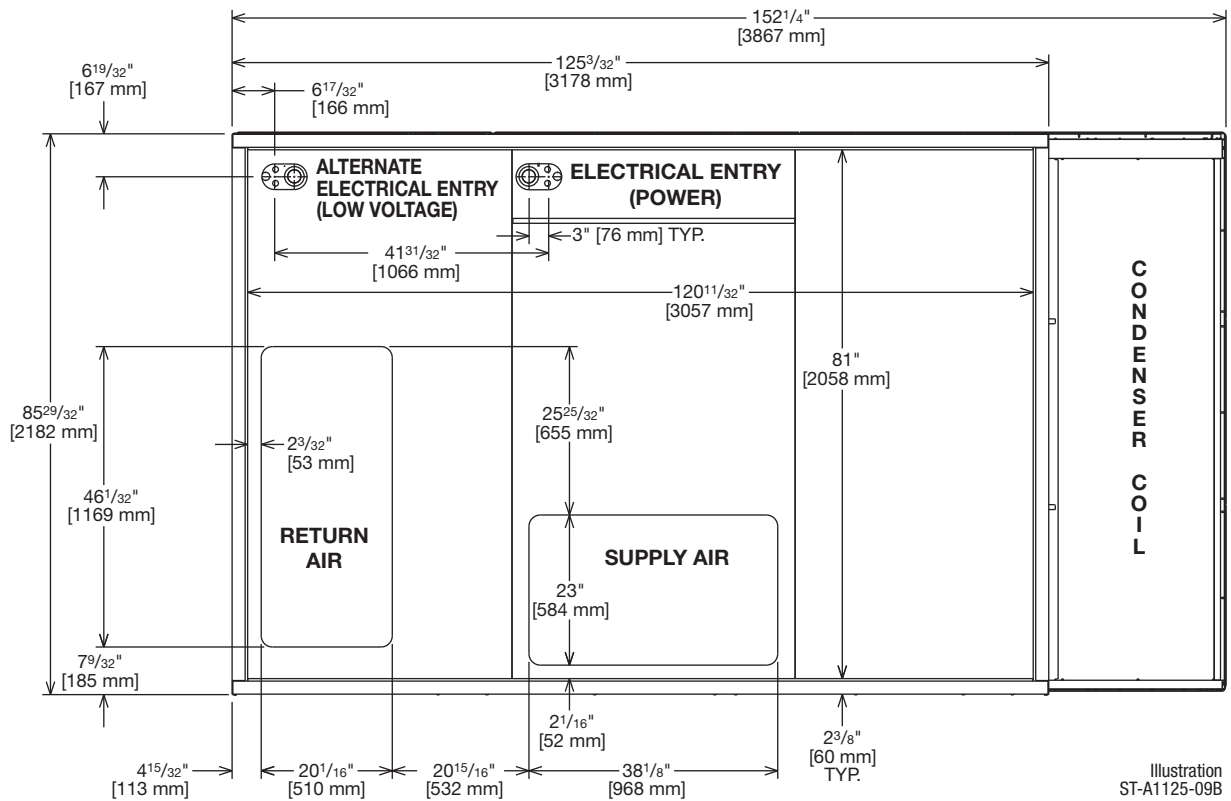 152 1/4"
[3867 mm]
125 3/32"
[3178 mm]
6 19/32"
[167 mm]
6 17/32"
[166 mm]
ALTERNATE
ELECTRICAL ENTRY
(LOW VOLTAGE)
ELECTRICAL ENTRY
(POWER)
3" [76 mm] TYP.
41 31/32"
[1066 mm]
120 11/32"
[3057 mm]
CONDENSER COIL
81"
[2058 mm]
85 29/32"
[2182 mm]
25 25/32"
[655 mm]
2 3/32"
[53 mm]
46 1/32"
[1169 mm]
RETURN
AIR
SUPPLY AIR
23"
[584 mm]
7 9/32"
[185 mm]
2 1/16"
[52 mm]
2 3/8"
[60 mm]
TYP.
4 15/32"
[113 mm]
20 1/16"
[510 mm]
20 15/16"
[532 mm]
38 1/8"
[968 mm]
Illustration
ST-A1125-09B